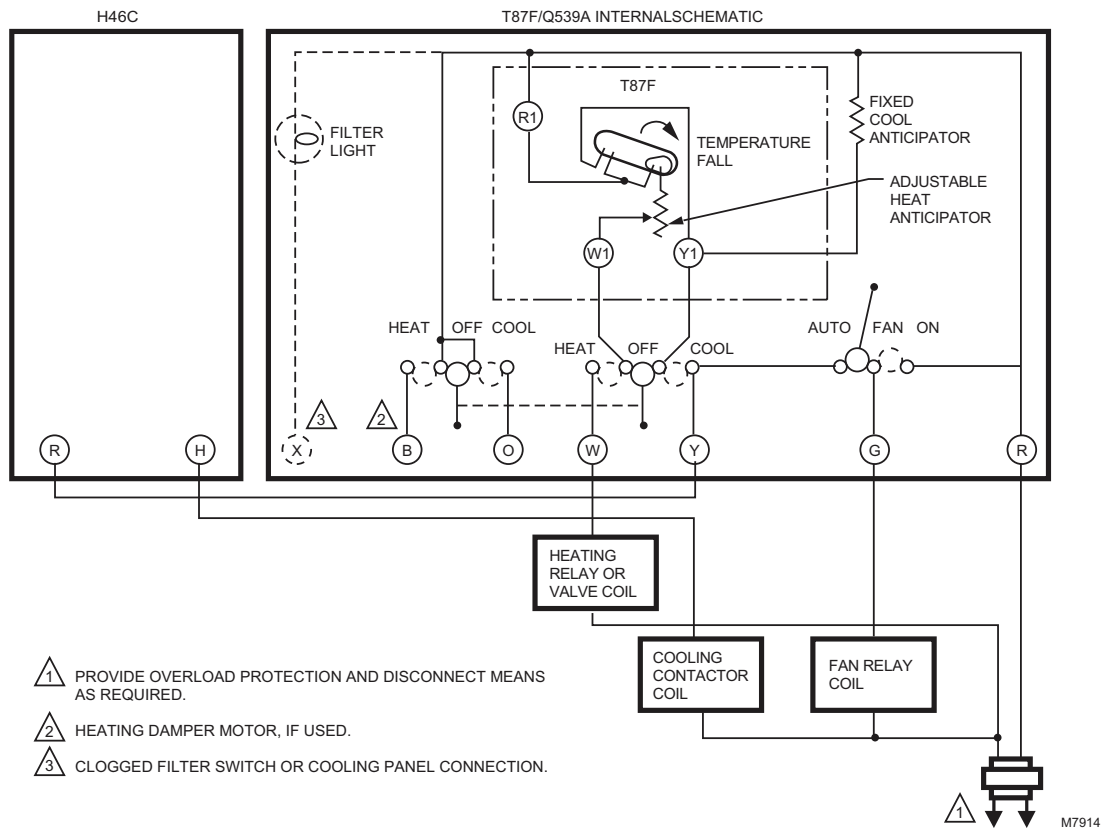 H46C
T87F/Q539A INTERNALSCHEMATIC
T87F
R1
FILTER
LIGHT
TEMPERATURE
FALL
FIXED
COOL
ANTICIPATOR
ADJUSTABLE
HEAT
ANTICIPATOR
W1
Y1
HEAT OFF COOL
HEAT OFF COOL
AUTO FAN ON
3
2
R
H
X
B
O
W
Y
G
R
HEATING
RELAY OR
VALVE COIL
COOLING
CONTACTOR
COIL
FAN RELAY
COIL
1 PROVIDE OVERLOAD PROTECTION AND DISCONNECT MEANS
AS REQUIRED.
2 HEATING DAMPER MOTOR, IF USED.
3 CLOGGED FILTER SWITCH OR COOLING PANEL CONNECTION.
1
M7914